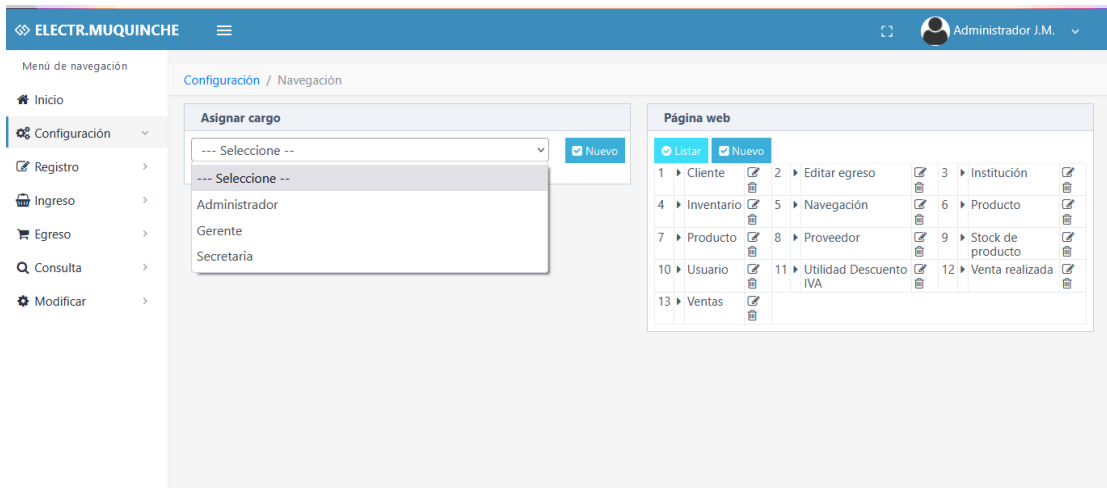 ELECTR.MUQUINCHE
Administrador J.M.
Menú de navegación
Inicio
Configuración
Registro
Ingreso
Egreso
Consulta
Modificar
Configuración / Navegación
Asignar cargo
--- Seleccione --
Nuevo
--- Seleccione --
Administrador
Gerente
Secretaria
Página web
Listar Nuevo
1 Cliente 2 Editar egreso 3 Institución
4 Inventario 5 Navegación 6 Producto
7 Producto 8 Proveedor 9 Stock de
producto
10 Usuario 11 Utilidad Descuento 12 Venta realizada
IVA
13 Ventas